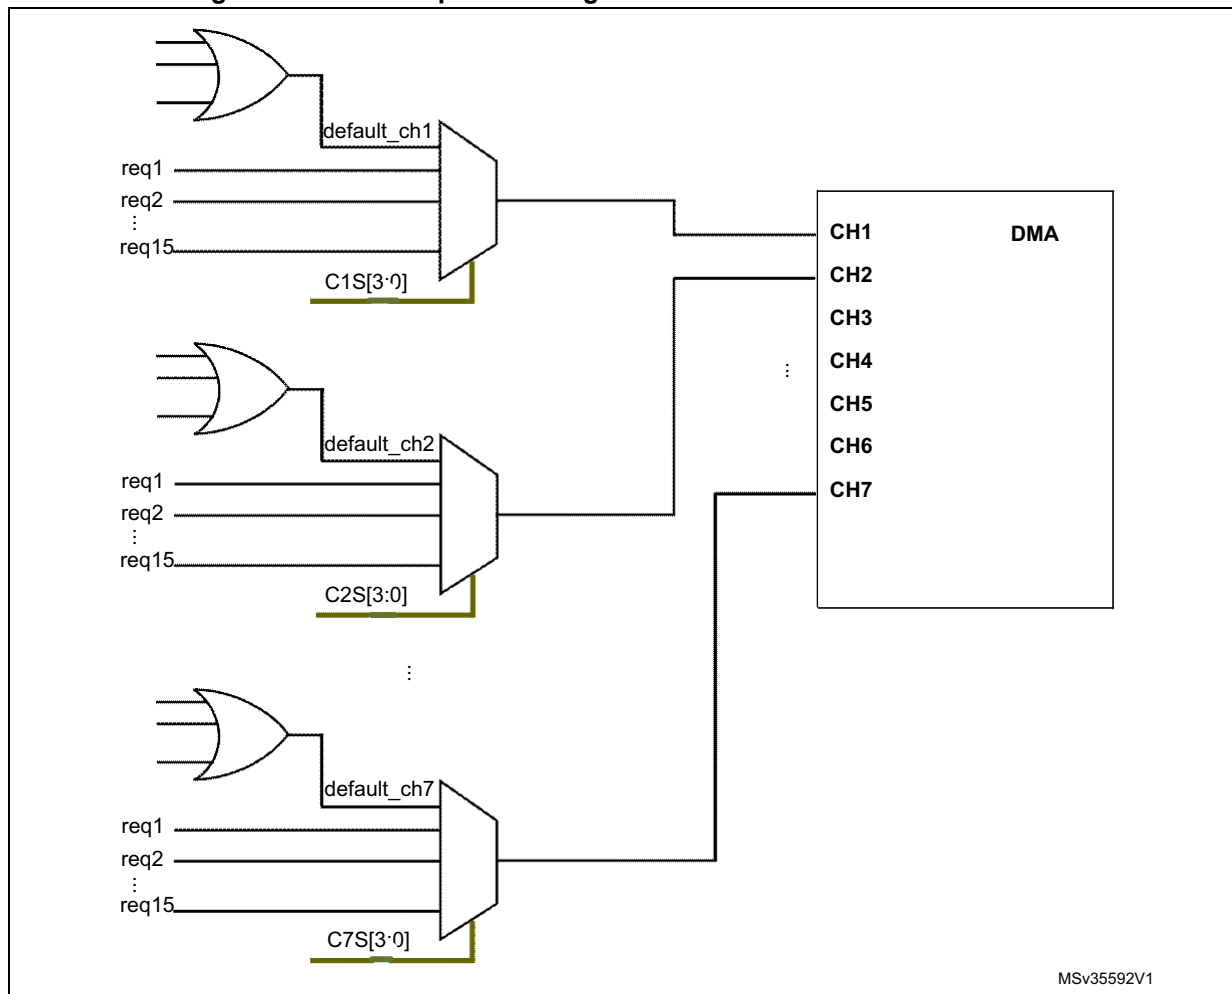 default_ch1
req1
req2
⋮
req15
C1S[3:0]
CH1
DMA
CH2
CH3
CH4
...
CH5
CH6
CH7
default_ch2
req1
req2
⋮
req15
C2S[3:0]
⋮
default_ch7
req1
req2
⋮
req15
C7S[3:0]
MSv35592V1